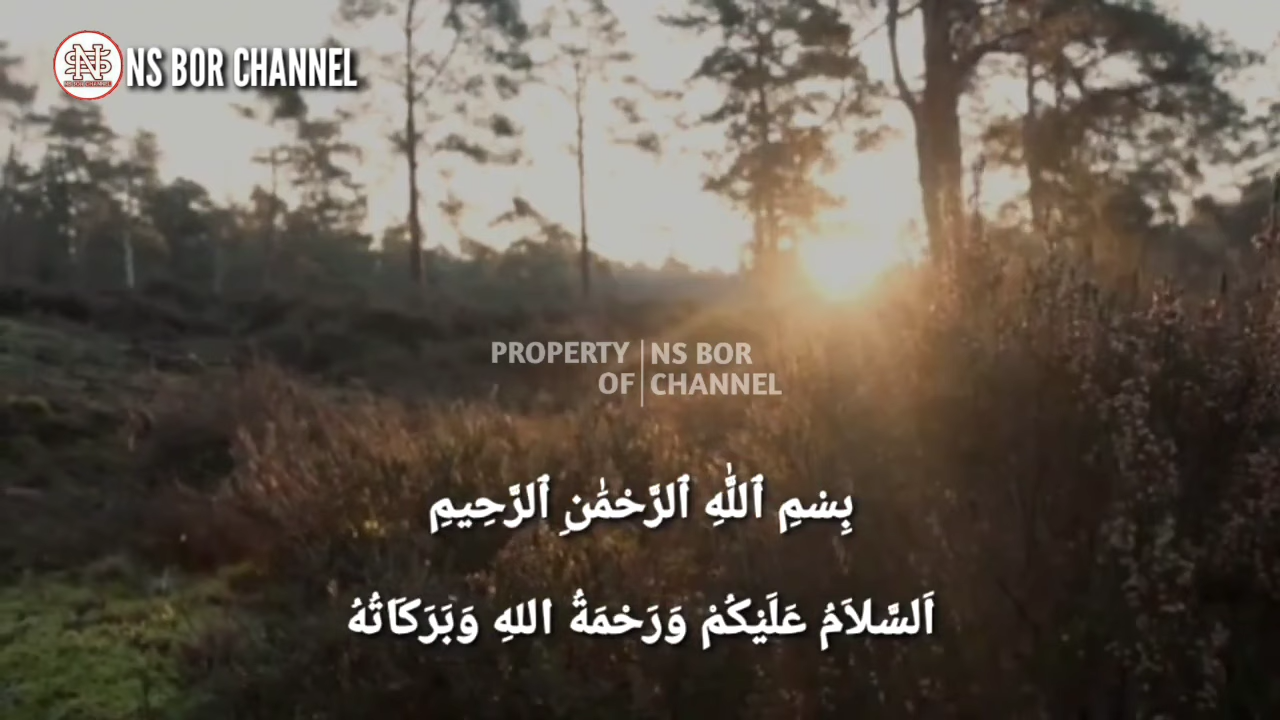 NS BOR CHANNEL
PROPERTY OF
NS BOR CHANNEL
بِسْمِ ٱللَّٰهِ ٱلرَّحْمَٰنِ ٱلرَّحِيمِ
اَلسَّلاَمُ عَلَيْكُمْ وَرَحْمَةُ اللهِ وَبَرَكَاتُهُ